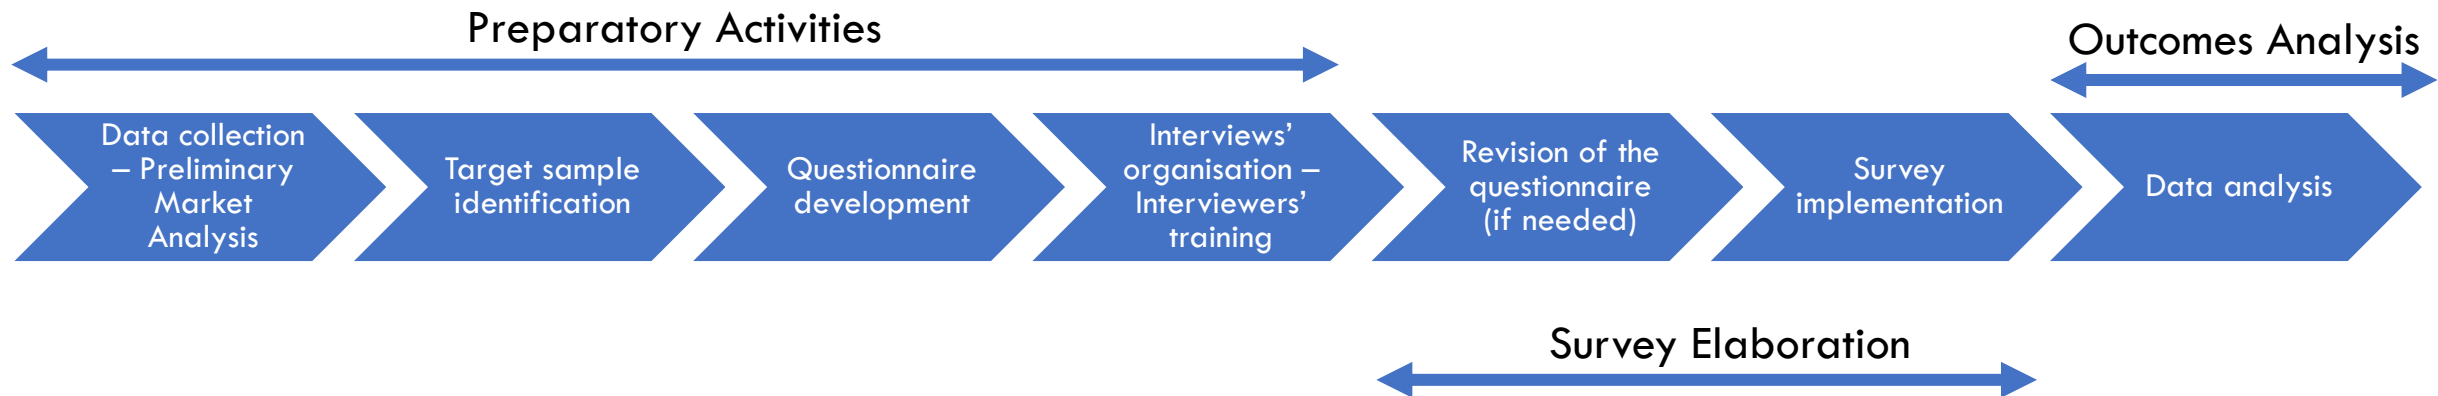 Preparatory Activities
Outcomes Analysis
Data collection
– Preliminary
Market
Analysis
Target sample
identification
Questionnaire
development
Interviews’
organisation –
Interviewers’
training
Revision of the
questionnaire
(if needed)
Survey
implementation
Data analysis
Survey Elaboration